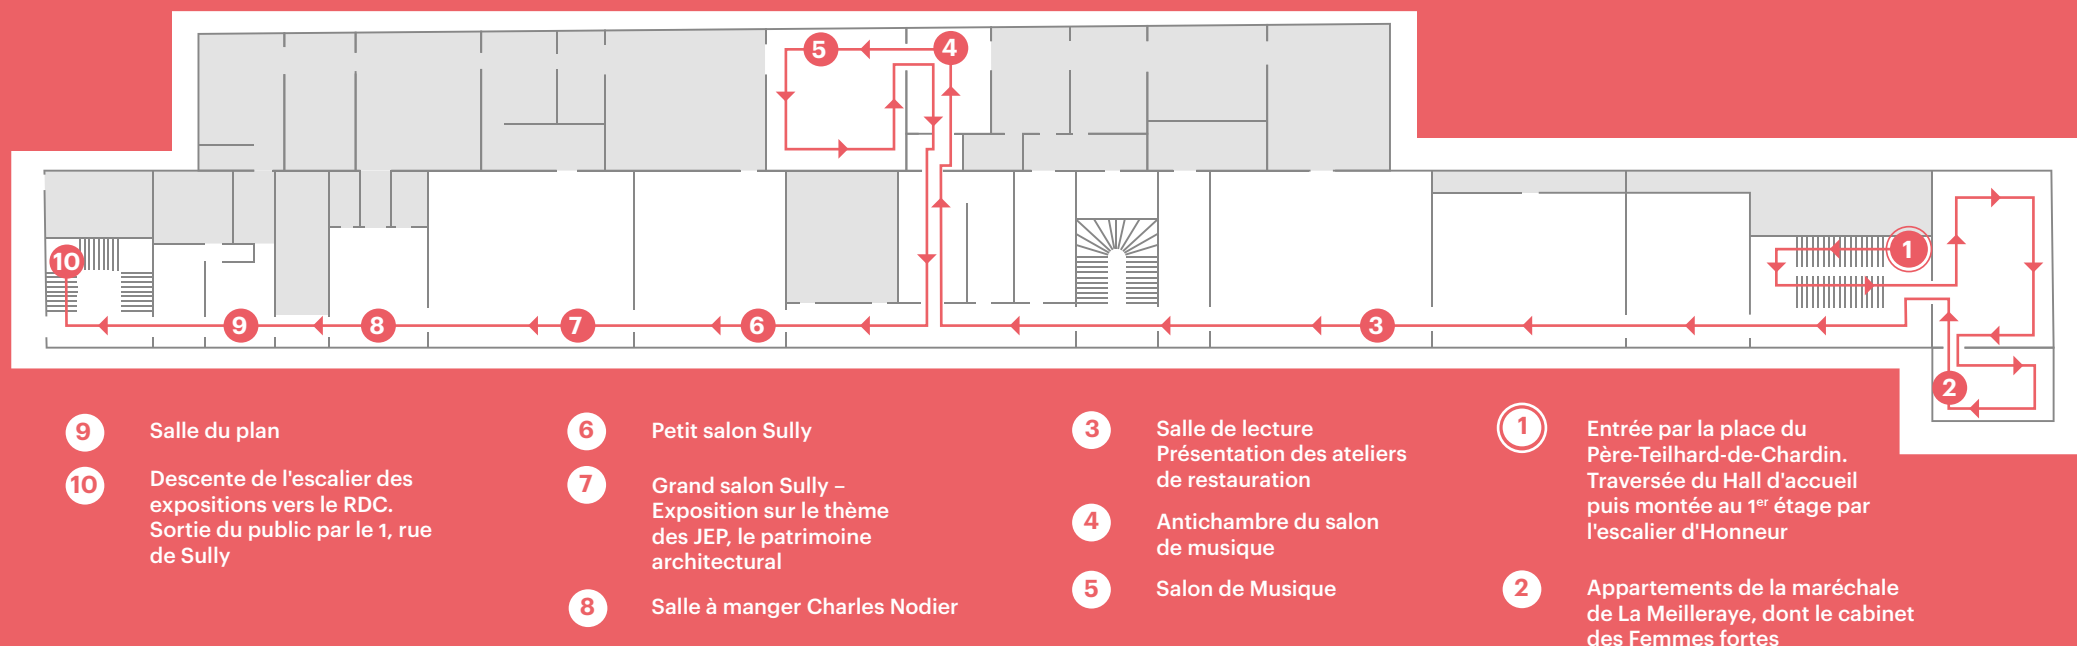 5
4
10
9
8
7
6
3
1
2
9 Salle du plan
10 Descente de l'escalier des
expositions vers le RDC.
Sortie du public par le 1, rue
de Sully
6 Petit salon Sully
7 Grand salon Sully –
Exposition sur le thème
des JEP, le patrimoine
architectural
8 Salle à manger Charles Nodier
3 Salle de lecture
Présentation des ateliers
de restauration
4 Antichambre du salon
de musique
5 Salon de Musique
1 Entrée par la place du
Père-Teilhard-de-Chardin.
Traversée du Hall d'accueil
puis montée au 1er étage par
l'escalier d'Honneur
2 Appartements de la maréchale
de La Meilleraye, dont le cabinet
des Femmes fortes